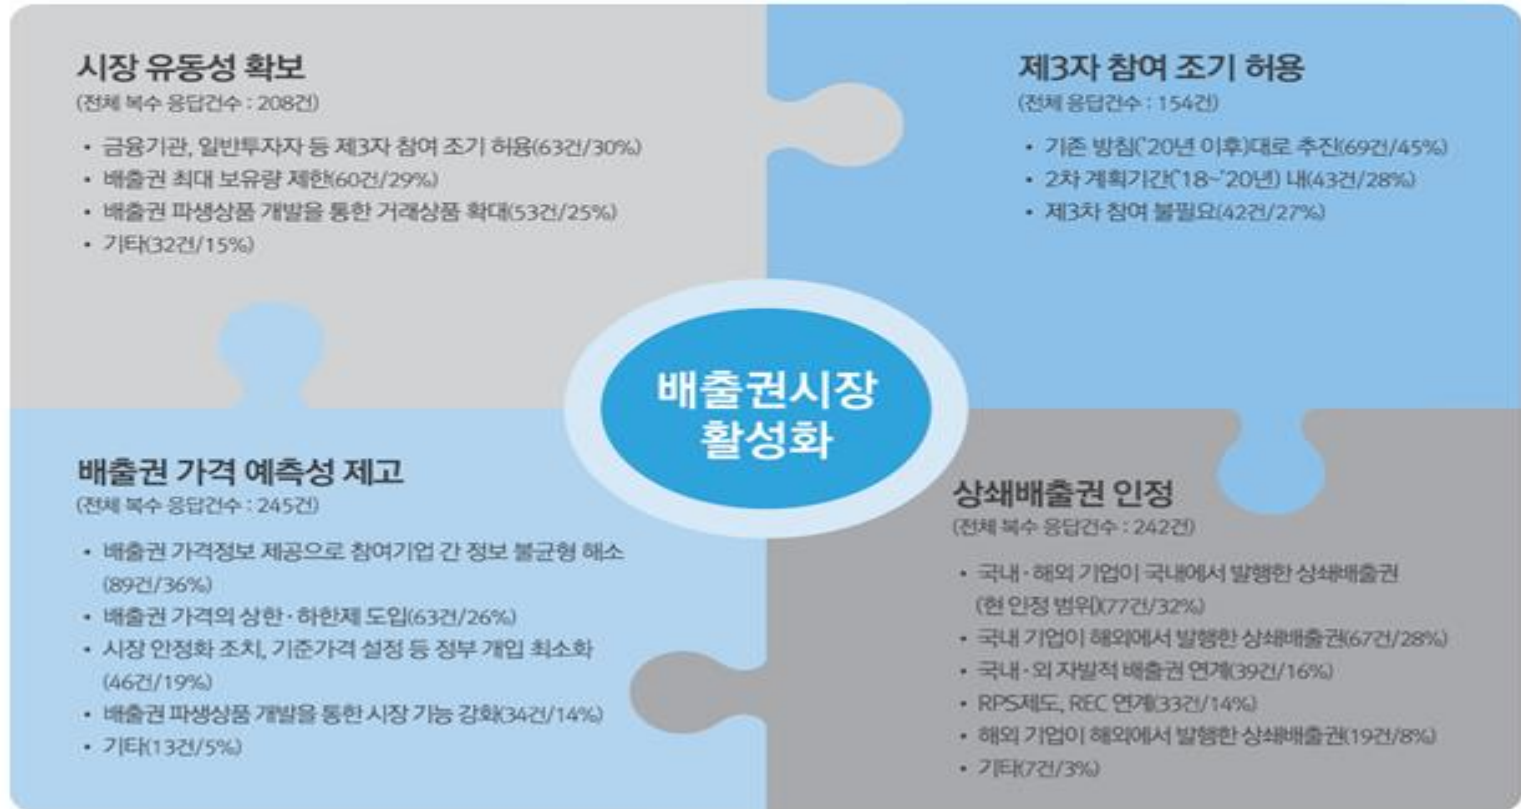 시장 유동성 확보
(전체 복수 응답건수 : 208건)
• 금융기관, 일반투자자 등 제3자 참여 조기 허용(63건/30%)
• 배출권 최대 보유량 제한(60건/29%)
• 배출권 파생상품 개발을 통한 거래상품 확대(53건/25%)
• 기타(32건/15%)
제3자 참여 조기 허용
(전체 응답건수 : 154건)
• 기존 방침('20년 이후)대로 추진(69건/45%)
• 2차 계획기간('18~'20년) 내(43건/28%)
• 제3차 참여 불필요(42건/27%)
배출권시장
활성화
배출권 가격 예측성 제고
(전체 복수 응답건수 : 245건)
• 배출권 가격정보 제공으로 참여기업 간 정보 불균형 해소
(89건/36%)
• 배출권 가격의 상한·하한제 도입(63건/26%)
• 시장 안정화 조치, 기준가격 설정 등 정부 개입 최소화
(46건/19%)
• 배출권 파생상품 개발을 통한 시장 기능 강화(34건/14%)
• 기타(13건/5%)
상쇄배출권 인정
(전체 복수 응답건수 : 242건)
• 국내·해외 기업이 국내에서 발행한 상쇄배출권
(현 인정 범위)(77건/32%)
• 국내 기업이 해외에서 발행한 상쇄배출권(67건/28%)
• 국내·외 자발적 배출권 연계(39건/16%)
• RPS제도, REC 연계(33건/14%)
• 해외 기업이 해외에서 발행한 상쇄배출권(19건/8%)
• 기타(7건/3%)